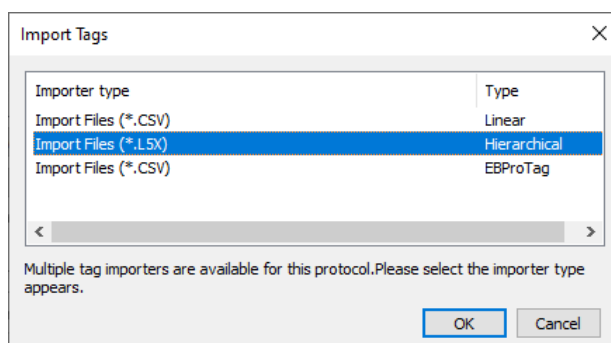 Import Tags
Importer type Type
Import Files (*.CSV) Linear
Import Files (*.L5X) Hierarchical
Import Files (*.CSV) EBProTag
Multiple tag importers are available for this protocol.Please select the importer type
appears.
OK Cancel